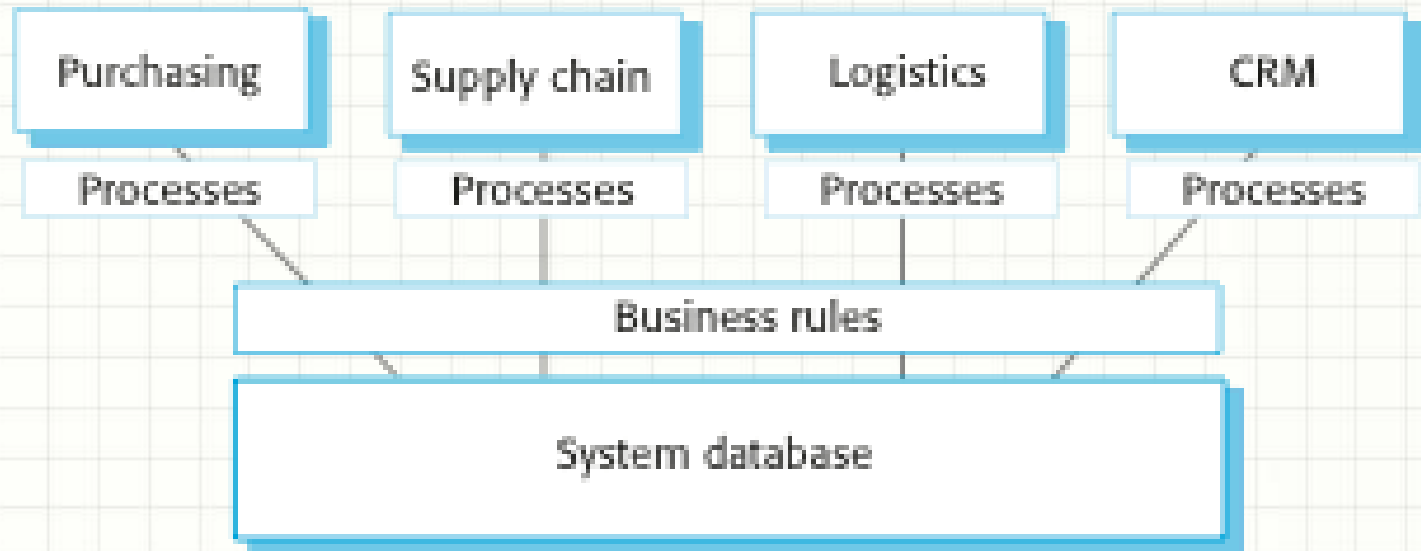 Purchasing
Supply chain
Logistics
CRM
Processes
Processes
Processes
Processes
Business rules
System database